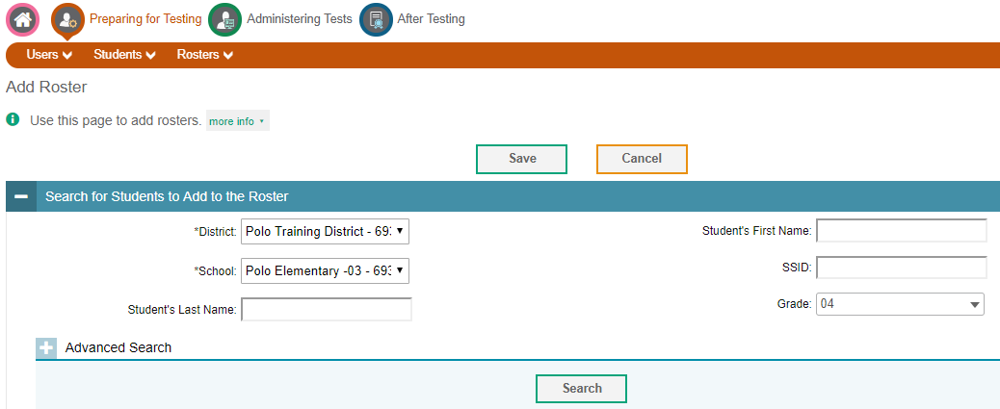 Preparing for Testing Administering Tests After Testing
Users Students Rosters
Add Roster
Use this page to add rosters. more info
Save Cancel
Search for Students to Add to the Roster
*District: Polo Training District - 69 Student's First Name:
*School: Polo Elementary -03 - 69 SSID:
Student's Last Name: Grade: 04
Advanced Search
Search